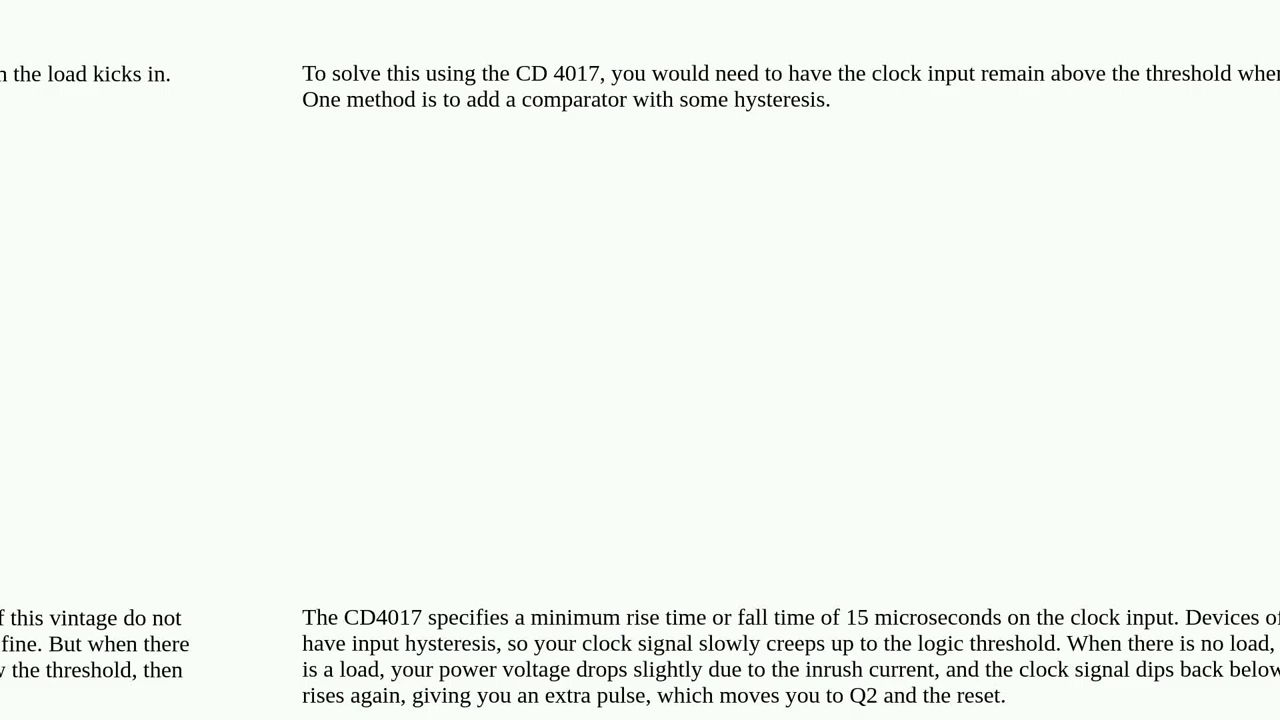 the load kicks in.
To solve this using the CD 4017, you would need to have the clock input remain above the threshold when
One method is to add a comparator with some hysteresis.
this vintage do not
fine. But when there
the threshold, then
The CD4017 specifies a minimum rise time or fall time of 15 microseconds on the clock input. Devices of
have input hysteresis, so your clock signal slowly creeps up to the logic threshold. When there is no load,
is a load, your power voltage drops slightly due to the inrush current, and the clock signal dips back below
rises again, giving you an extra pulse, which moves you to Q2 and the reset.